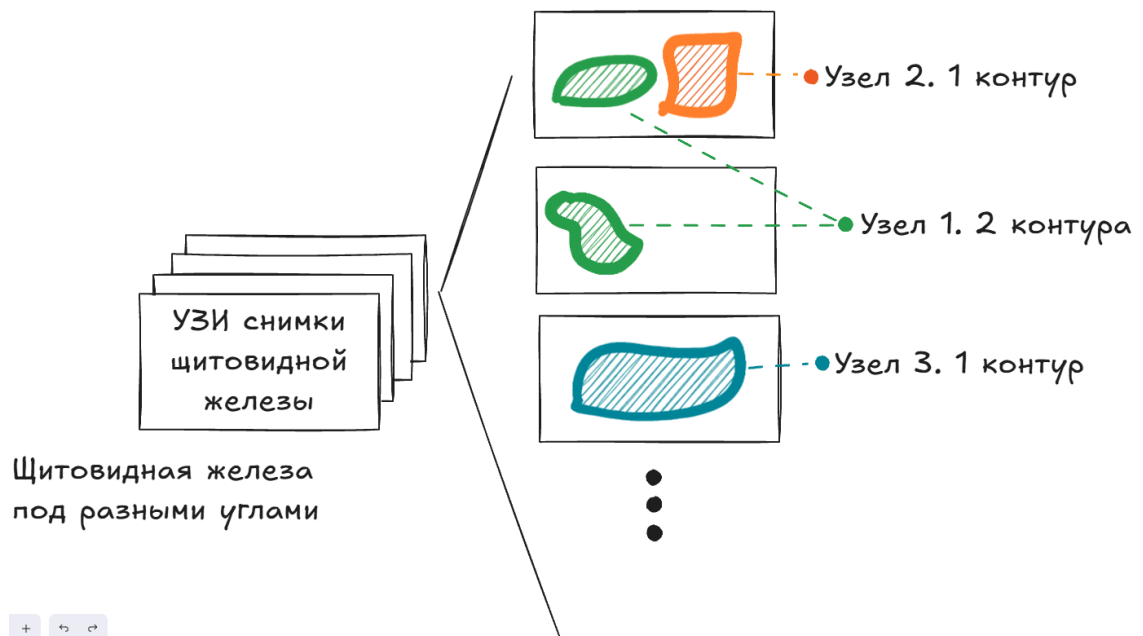 Узел 2. 1 контур
Узел 1. 2 контура
УЗИ снимки
щитовидной
железы
Узел 3. 1 контур
Щитовидная железа
под разными углами